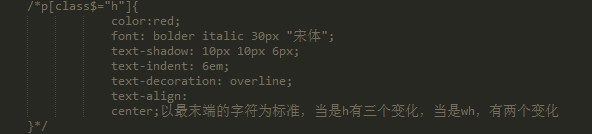 /*p[class$="h"]{
color:red;
font: bolder italic 30px "宋体";
text-shadow: 10px 10px 6px;
text-indent: 6em;
text-decoration: overline;
text-align:
center;以最末端的字符为标准，当是h有三个变化，当是wh，有两个变化
}*/